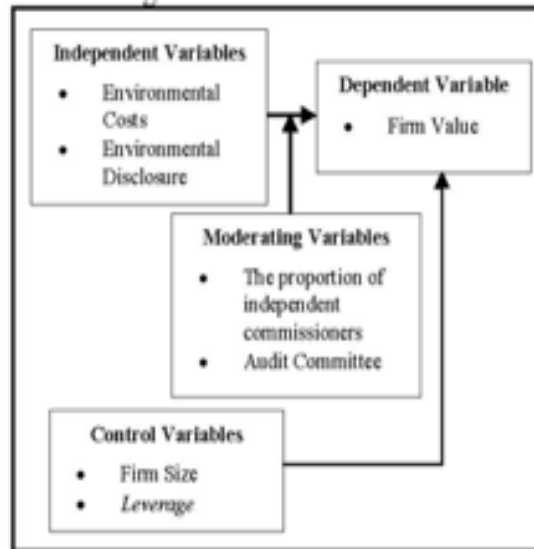 Independent Variables
• Environmental
Costs
• Environmental
Disclosure
Dependent Variable
• Firm Value
Moderating Variables
• The proportion of
independent
commissioners
• Audit Committee
Control Variables
• Firm Size
• Leverage